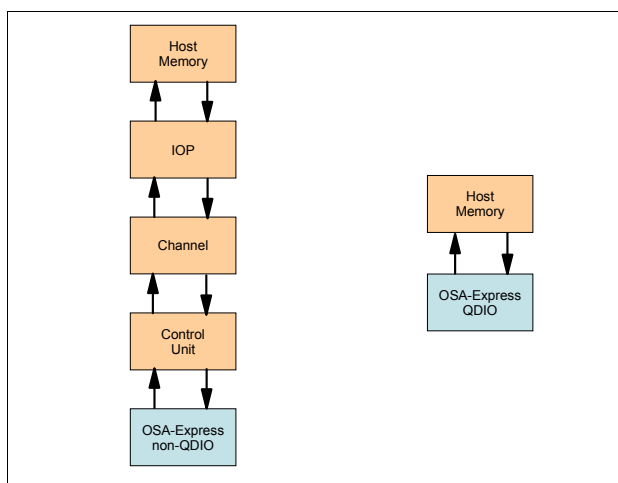 Host
Memory
IOP
Channel
Control
Unit
OSA-Express
non-QDIO
Host
Memory
OSA-Express
QDIO